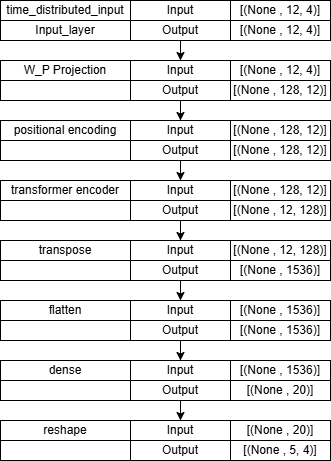 time_distributed_input Input [(None , 12, 4)]
Input_layer Output [(None , 12, 4)]
W_P Projection Input [(None , 12, 4)]
Output [(None , 128, 12)]
positional encoding Input [(None , 128, 12)]
Output [(None , 128, 12)]
transformer encoder Input [(None , 128, 12)]
Output [(None , 12, 128)]
transpose Input [(None , 12, 128)]
Output [(None , 1536)]
flatten Input [(None , 1536)]
Output [(None , 1536)]
dense Input [(None , 1536)]
Output [(None , 20)]
reshape Input [(None , 20)]
Output [(None , 5, 4)]